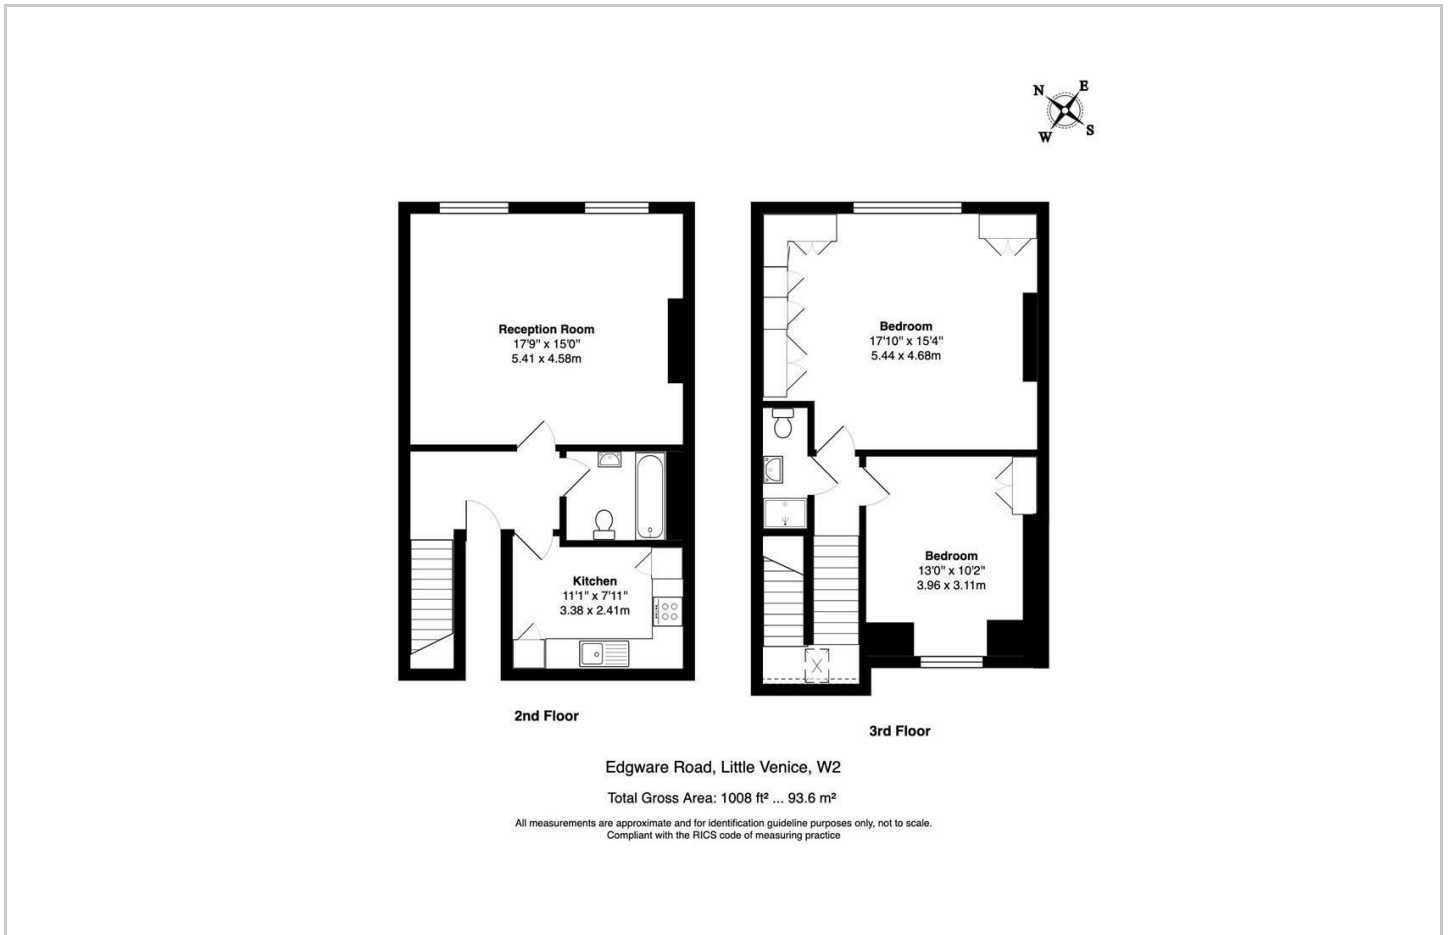 N
E
W
S
Reception Room
17'9" x 15'0"
5.41 x 4.58m
Kitchen
11'1" x 7'11"
3.38 x 2.41m
2nd Floor
Bedroom
17'10" x 15'4"
5.44 x 4.68m
Bedroom
13'0" x 10'2"
3.96 x 3.11m
3rd Floor
Edgware Road, Little Venice, W2
Total Gross Area: 1008 ft² ... 93.6 m²
All measurements are approximate and for identification guideline purposes only, not to scale.
Compliant with the RICS code of measuring practice